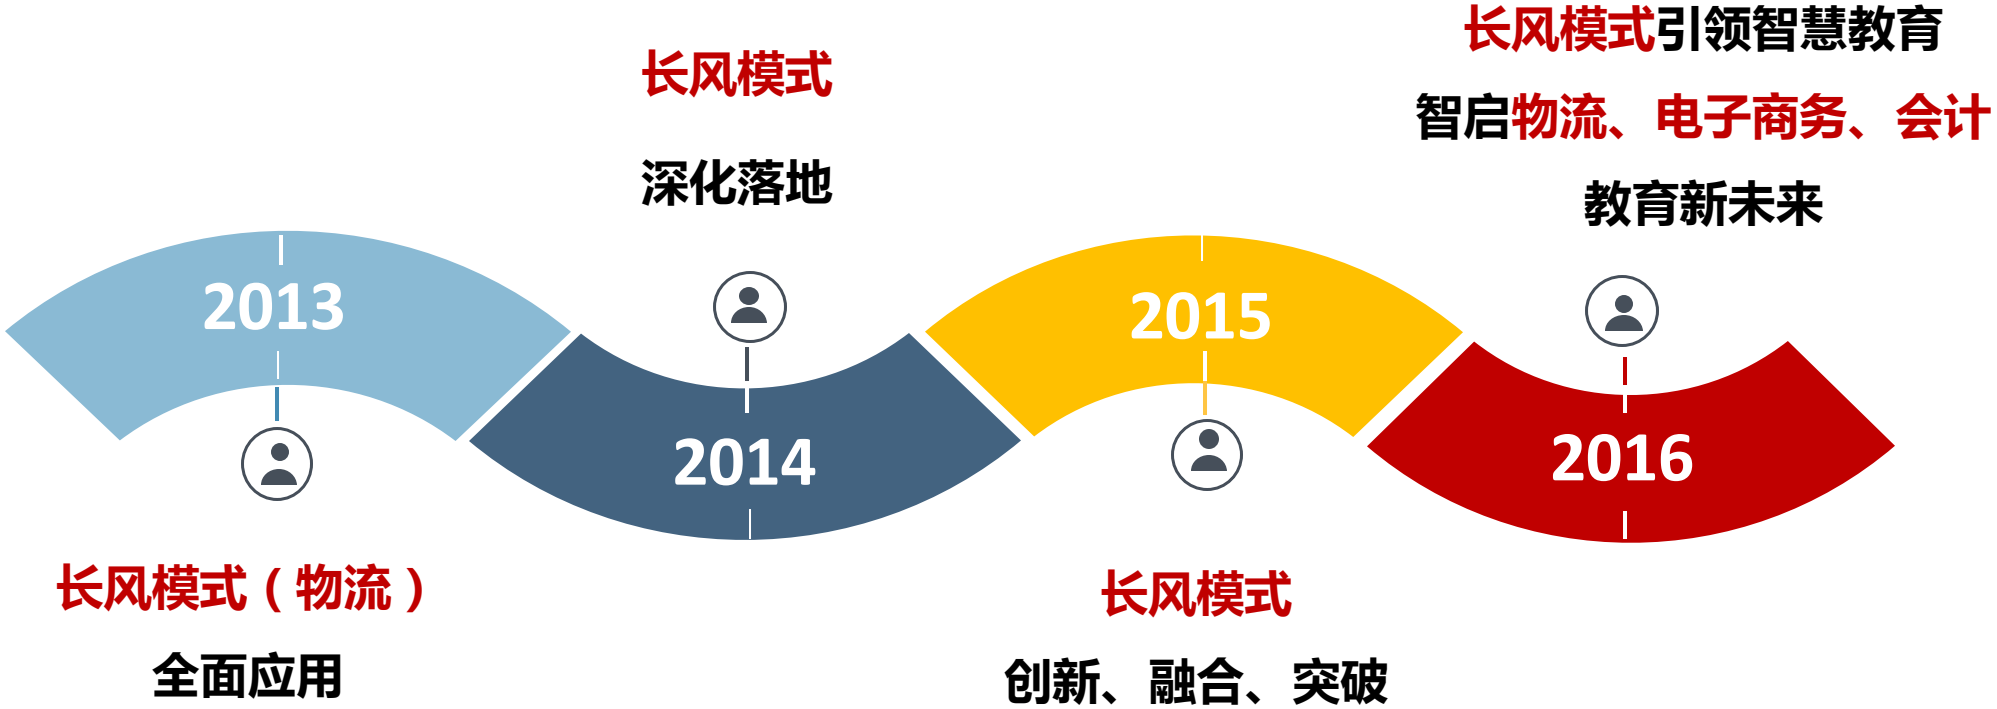 2013
长风模式（物流）
全面应用
长风模式
深化落地
2014
2015
长风模式
创新、融合、突破
长风模式引领智慧教育
智启物流、电子商务、会计
教育新未来
2016